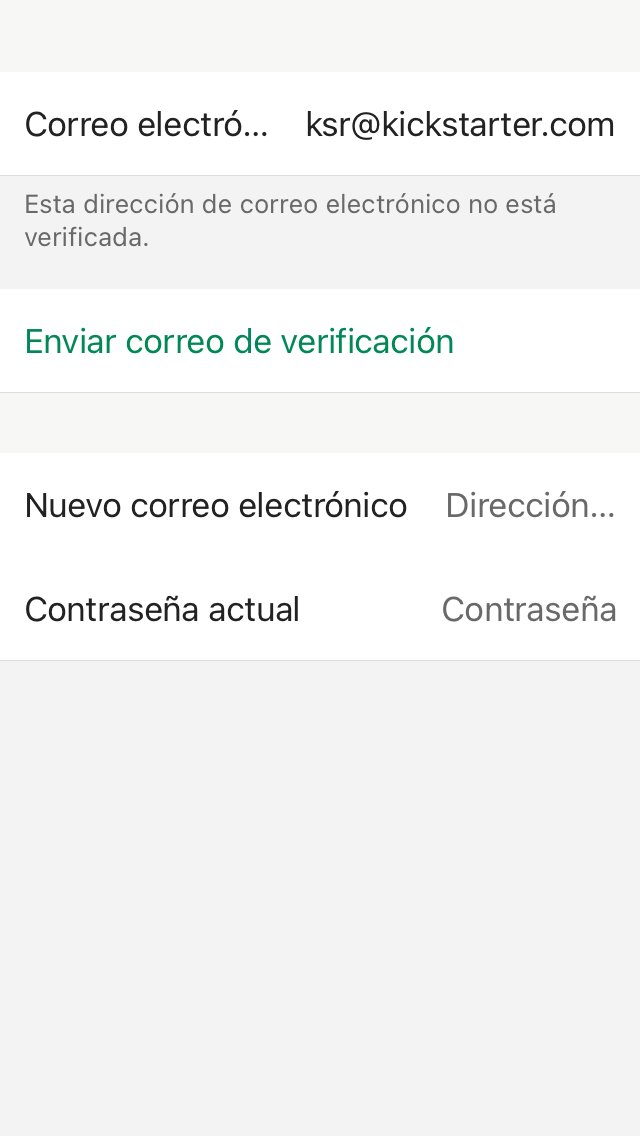 Correo electró... ksr@kickstarter.com
Esta dirección de correo electrónico no está
verificada.
Enviar correo de verificación
Nuevo correo electrónico Dirección...
Contraseña actual Contraseña